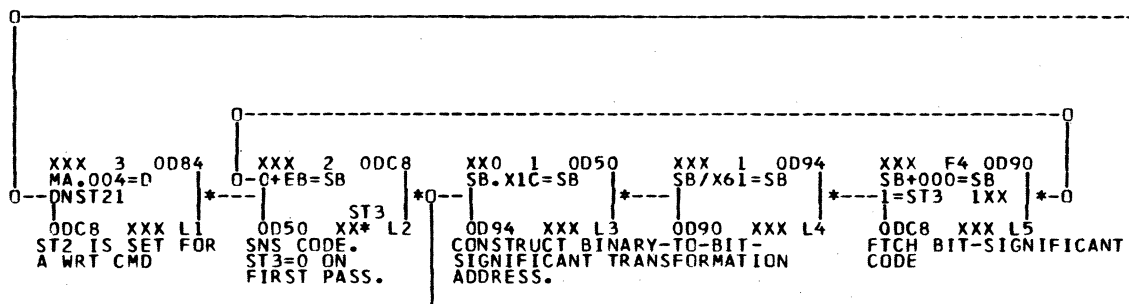 XXX 3 0D84
MA.004=D
DNST21
0DC8 XXX L1
ST2 IS SET FOR
A WRT CMD
XXX 2 0DC8
0+EB=SB
ST3
0D50 XX* L2
SNS CODE.
ST3=0 ON
FIRST PASS.
XX0 1 0D50
SB.X1C=SB
0D94 XXX L3
XXX 1 0D94
SB/X61=SB
0D90 XXX L4
CONSTRUCT BINARY-TO-BIT-
SIGNIFICANT TRANSFORMATION
ADDRESS.
XXX F4 0D90
SB+000=SB
1=ST3 1XX
0DC8 XXX L5
FTCH BIT-SIGNIFICANT
CODE